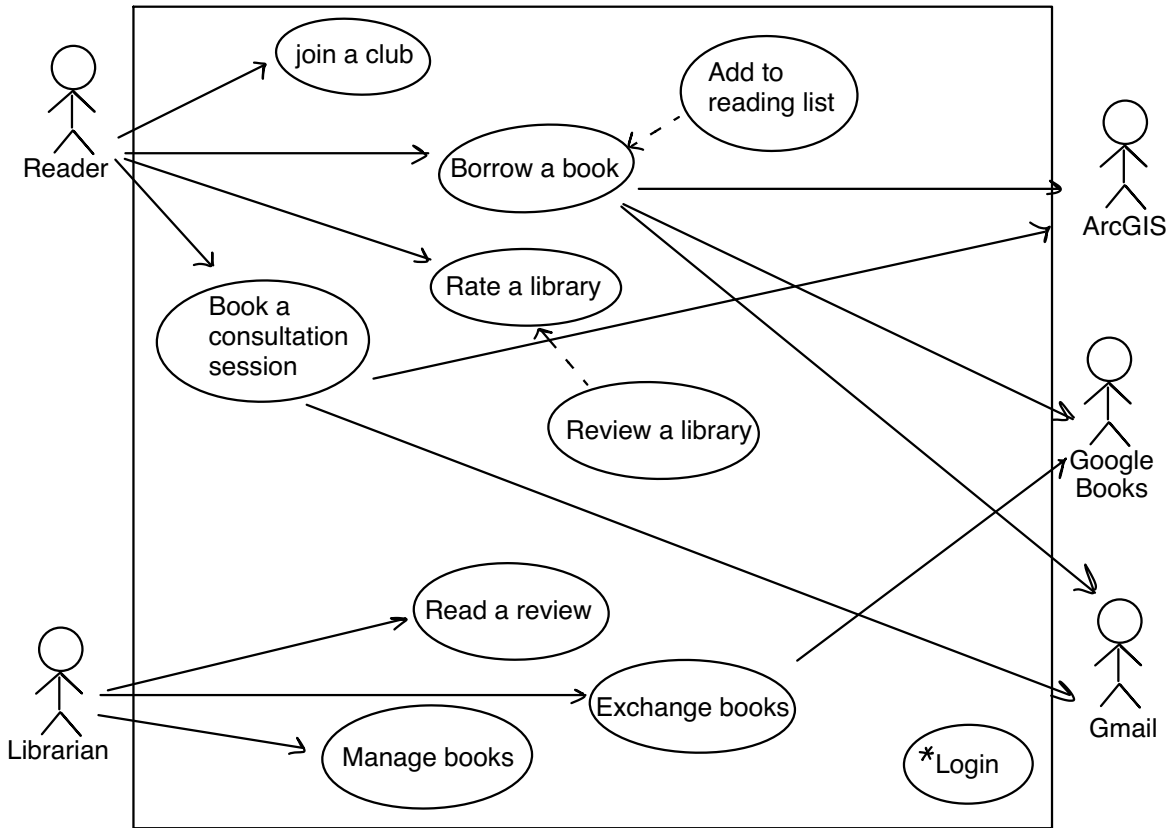 join a club
Add to
reading list
Reader
Borrow a book
ArcGIS
Rate a library
Book a
consultation
session
Review a library
Google
Books
Read a review
Exchange books
Gmail
Librarian
Manage books
*Login